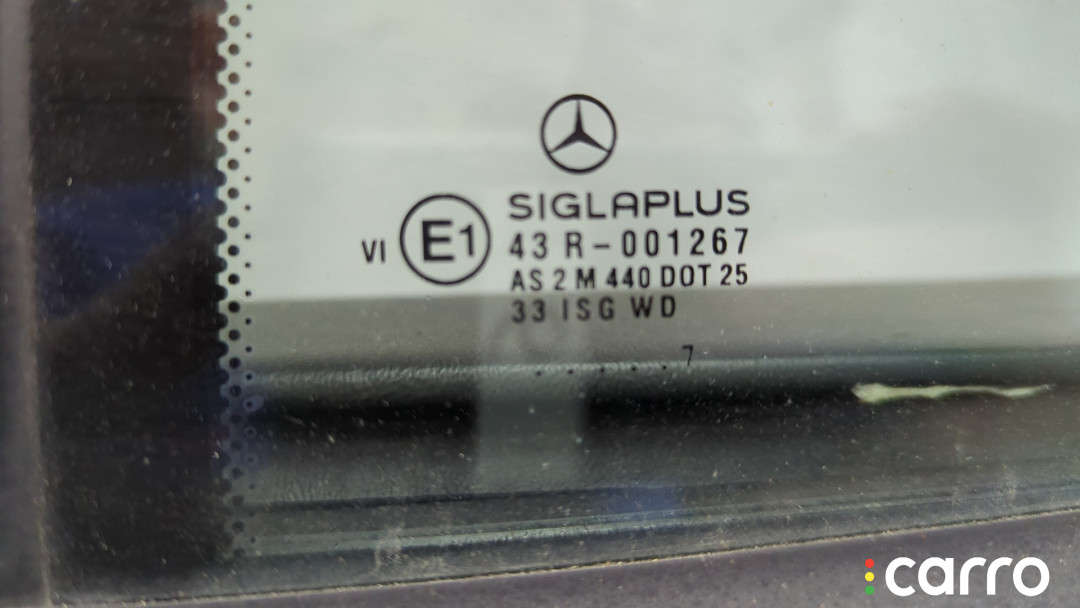 SIGLAPLUS
VI E1 43 R-001267
AS 2 M 440 DOT 25
33 ISG WD
. . . . . 7
carro